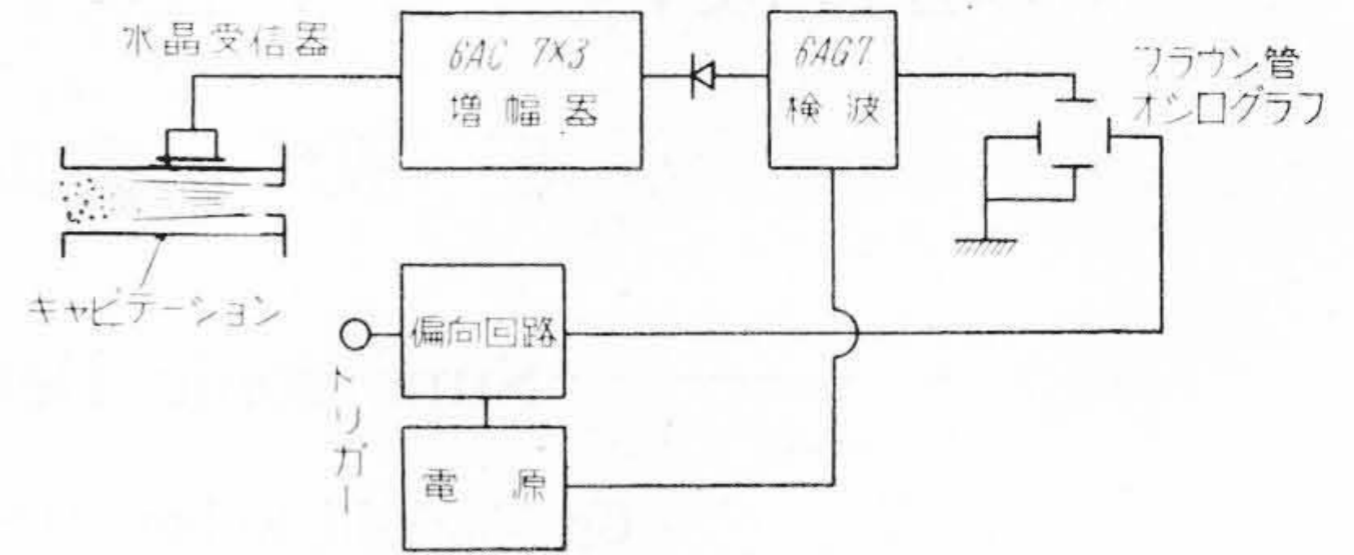 水晶受信器
6AC 7×3
増幅器
6AG7
検波
ブラウン管
オシログラフ
キャビテーション
偏向回路
トリガー
電源